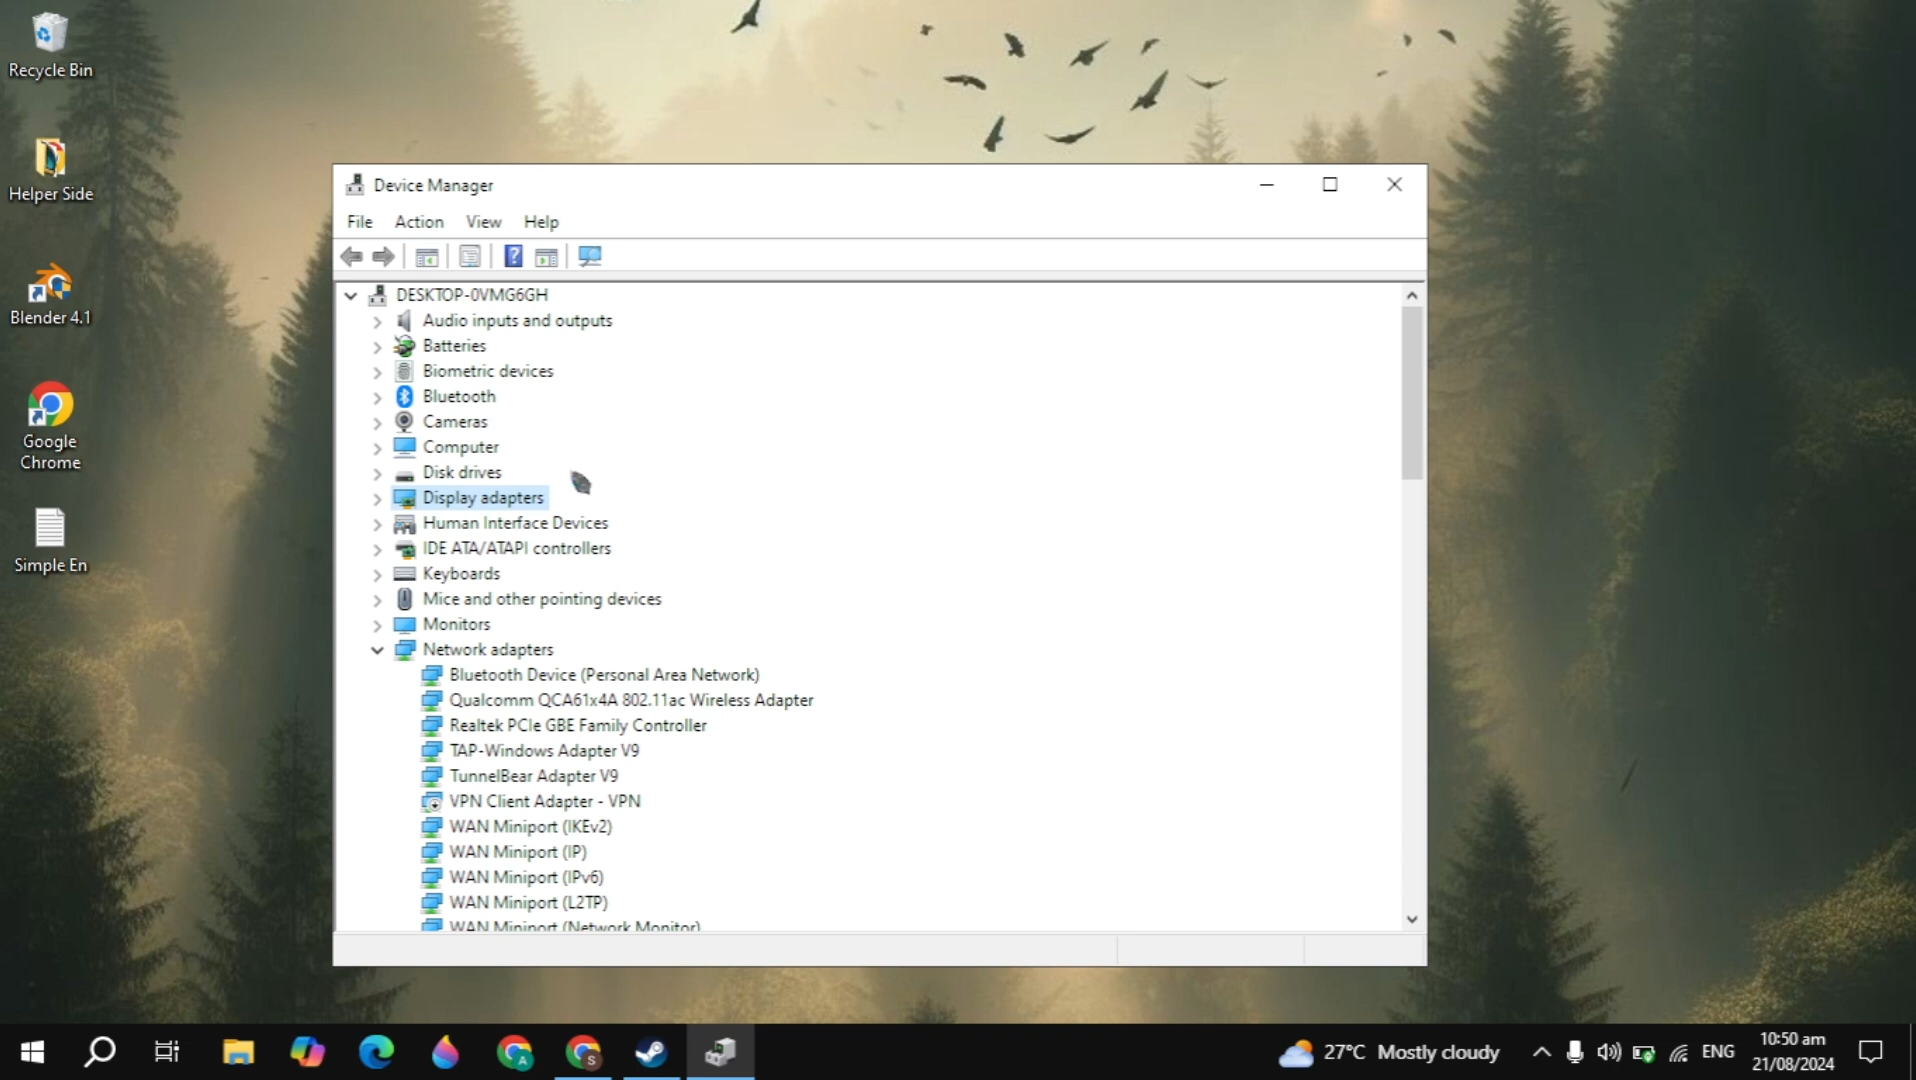 Recycle Bin
Helper Side
Blender 4.1
Google
Chrome
Simple En
Device Manager
File Action View Help
DESKTOP-0VMG6GH
Audio inputs and outputs
Batteries
Biometric devices
Bluetooth
Cameras
Computer
Disk drives
Display adapters
Human Interface Devices
IDE ATA/ATAPI controllers
Keyboards
Mice and other pointing devices
Monitors
Network adapters
Bluetooth Device (Personal Area Network)
Qualcomm QCA61x4A 802.11ac Wireless Adapter
Realtek PCIe GBE Family Controller
TAP-Windows Adapter V9
TunnelBear Adapter V9
VPN Client Adapter - VPN
WAN Miniport (IKEv2)
WAN Miniport (IP)
WAN Miniport (IPv6)
WAN Miniport (L2TP)
WAN Miniport (Network Monitor)
27°C Mostly cloudy
ENG
10:50 am
21/08/2024